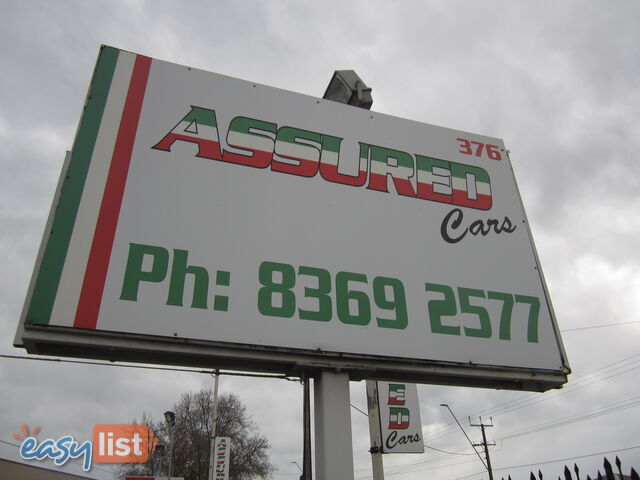 376
ASSURED
Cars
Ph: 8369 2577
ED
Cars
easylist